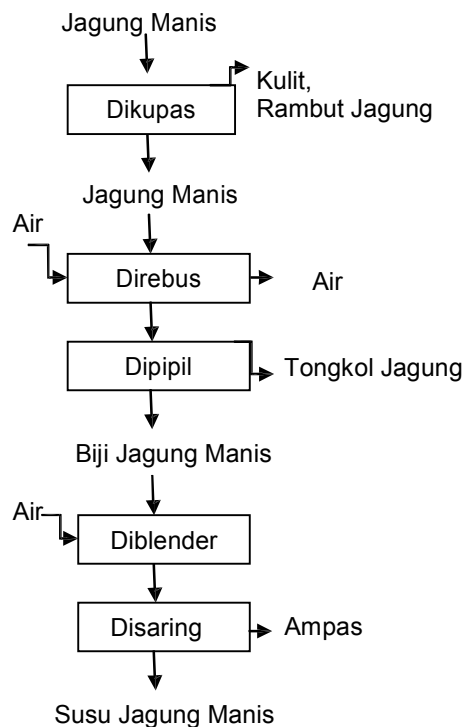 Jagung Manis
Kulit,
Rambut Jagung
Dikupas
Jagung Manis
Air
Direbus
Air
Dipipil
Tongkol Jagung
Biji Jagung Manis
Air
Diblender
Disaring
Ampas
Susu Jagung Manis